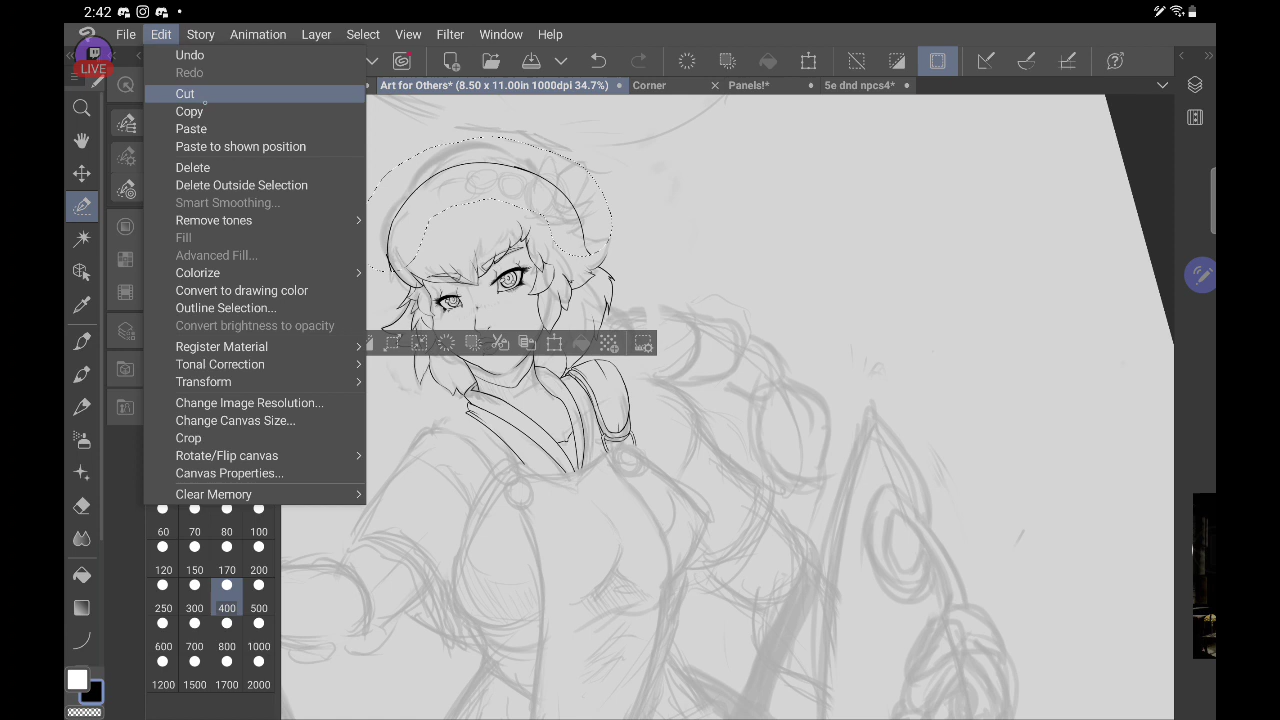 2:42
File Edit Story Animation Layer Select View Filter Window Help
LIVE
Art for Others* (8.50 x 11.00in 1000dpi 34.7%) Corner Panels!* 5e dnd npcs4*
Undo
Redo
Cut
Copy
Paste
Paste to shown position
Delete
Delete Outside Selection
Smart Smoothing...
Remove tones
Fill
Advanced Fill...
Colorize
Convert to drawing color
Outline Selection...
Convert brightness to opacity
Register Material
Tonal Correction
Transform
Change Image Resolution...
Change Canvas Size...
Crop
Rotate/Flip canvas
Canvas Properties...
Clear Memory
60 70 80 100
120 150 170 200
250 300 400 500
600 700 800 1000
1200 1500 1700 2000